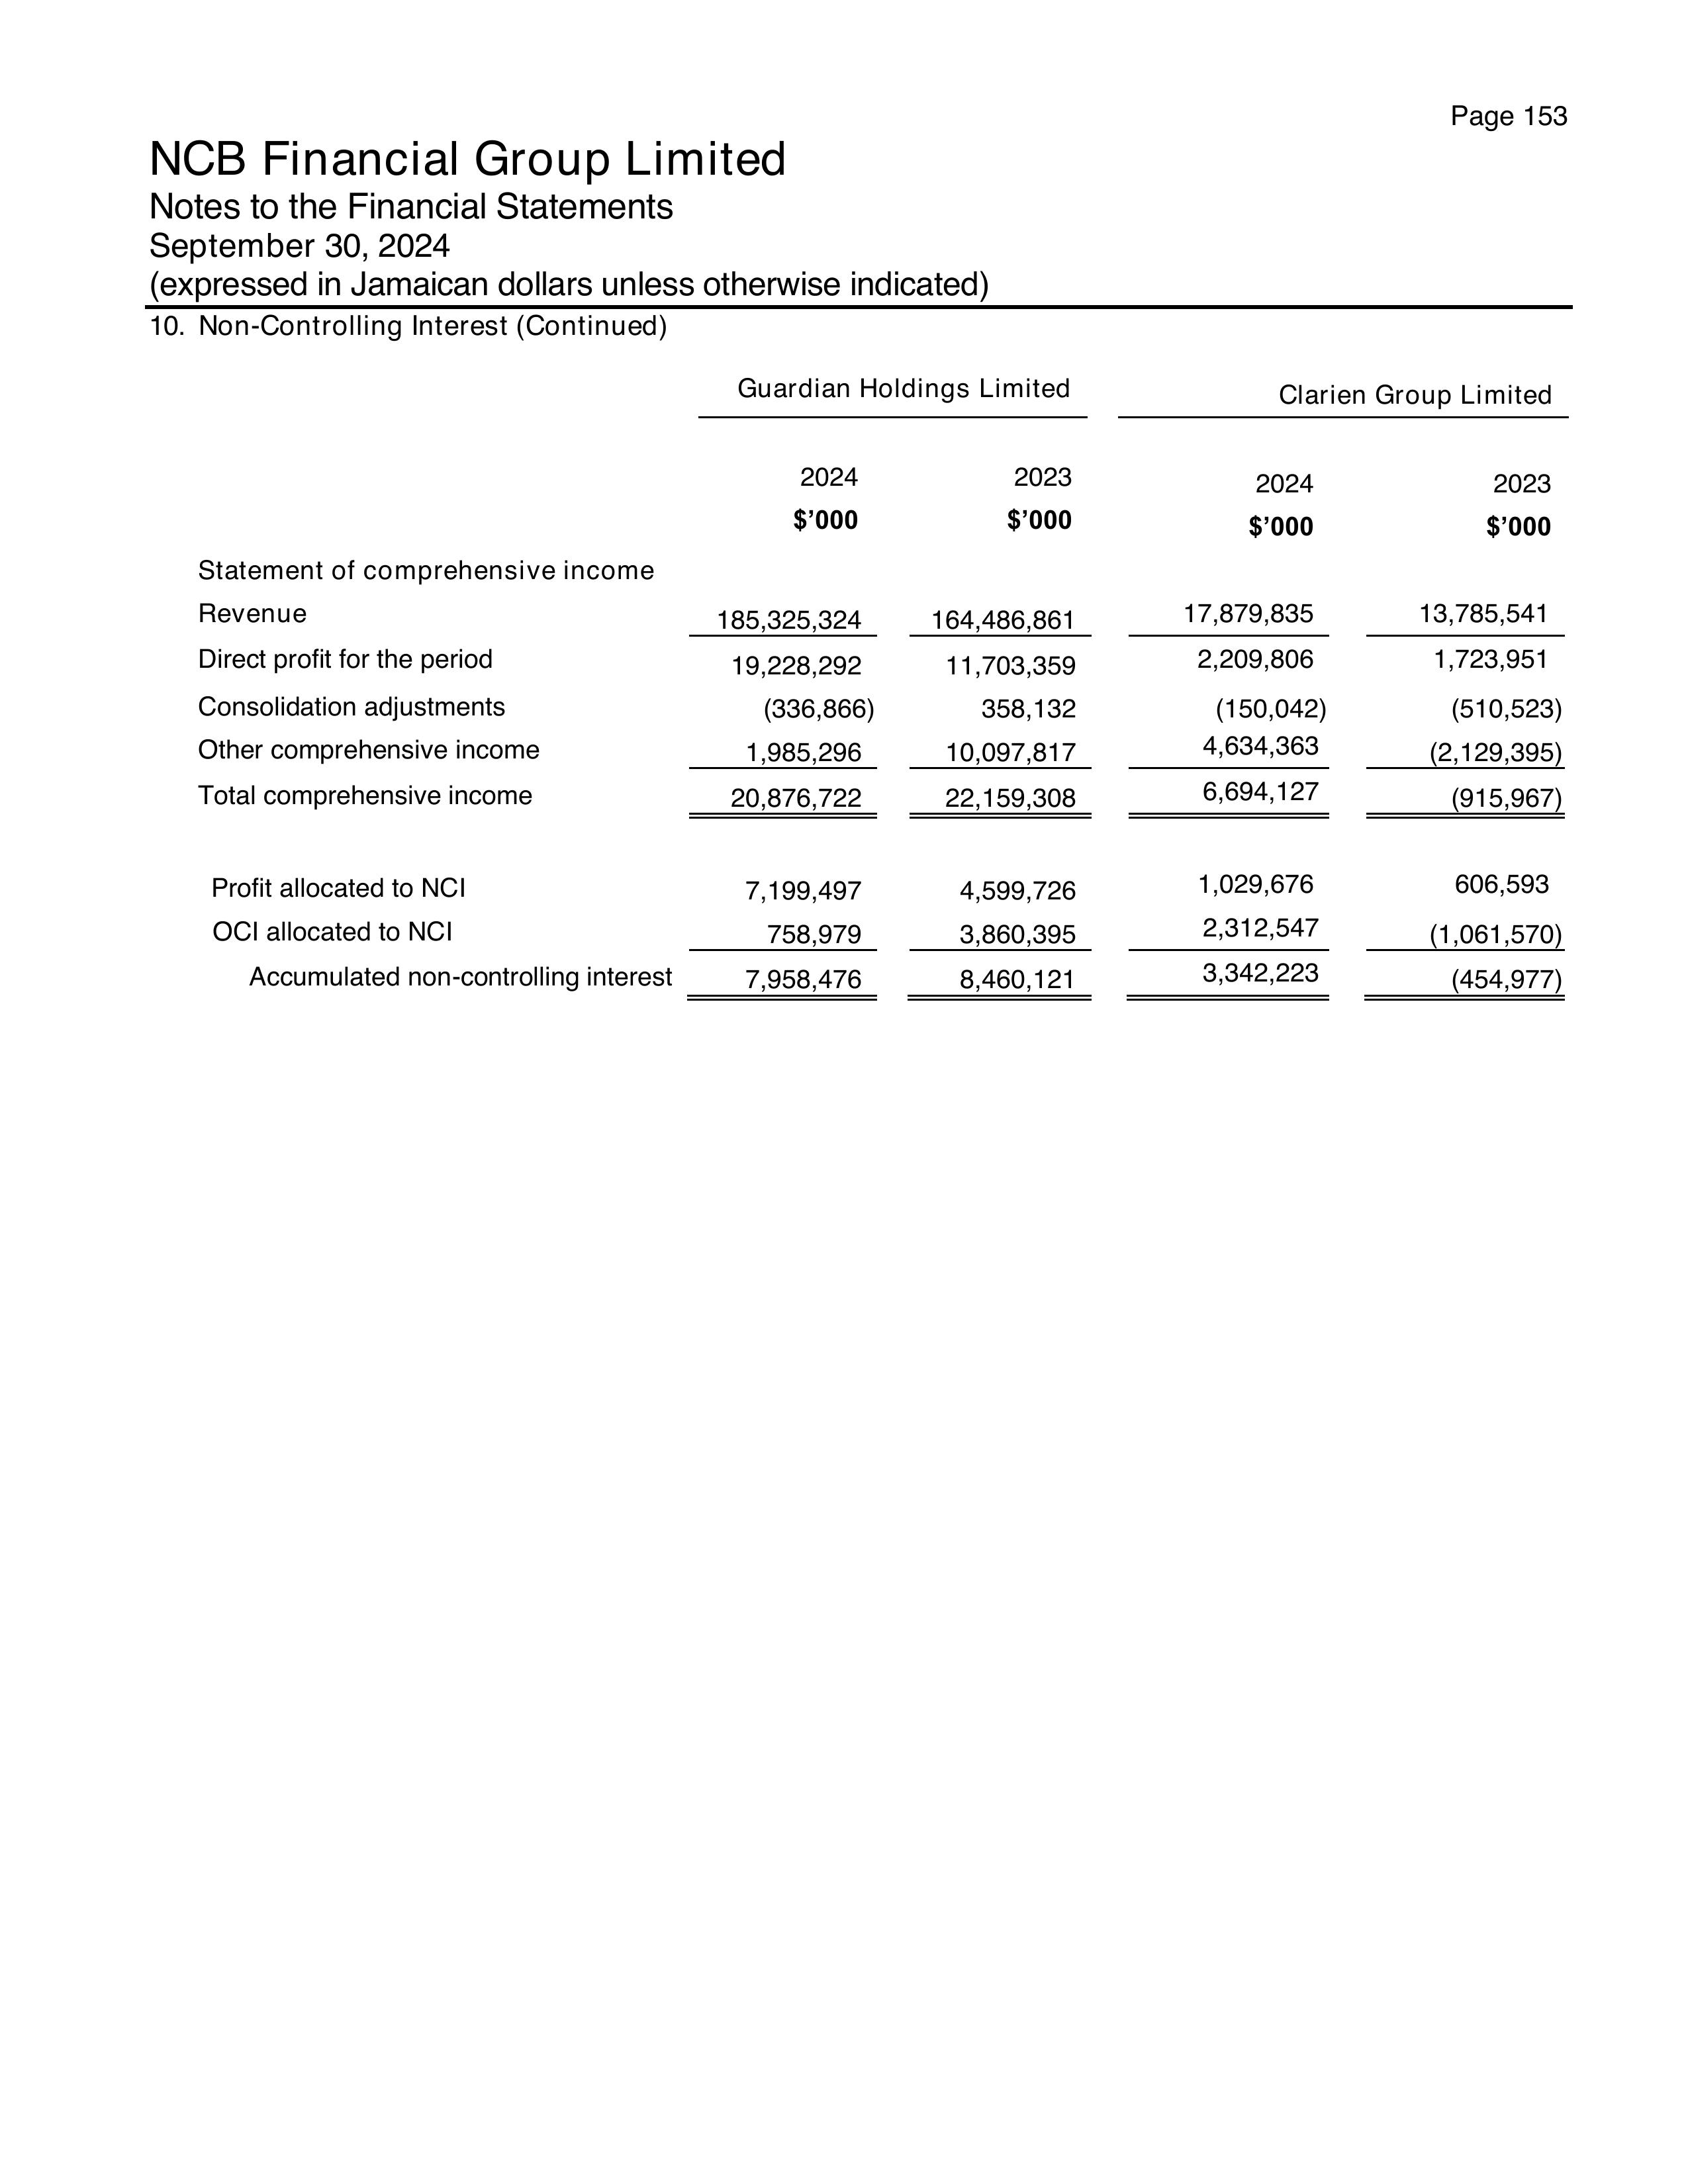 Page 153
NCB Financial Group Limited
Notes to the Financial Statements
September 30, 2024
(expressed in Jamaican dollars unless otherwise indicated)
10. Non-Controlling Interest (Continued)
Guardian Holdings Limited Clarien Group Limited
2024 2023 2024 2023
$’000 $’000 $’000 $’000
Statement of comprehensive income
Revenue 185,325,324 164,486,861 17,879,835 13,785,541
Direct profit for the period 19,228,292 11,703,359 2,209,806 1,723,951
Consolidation adjustments (336,866) 358,132 (150,042) (510,523)
Other comprehensive income 1,985,296 10,097,817 4,634,363 (2,129,395)
Total comprehensive income 20,876,722 22,159,308 6,694,127 (915,967)
Profit allocated to NCI 7,199,497 4,599,726 1,029,676 606,593
OCI allocated to NCI 758,979 3,860,395 2,312,547 (1,061,570)
Accumulated non-controlling interest 7,958,476 8,460,121 3,342,223 (454,977)